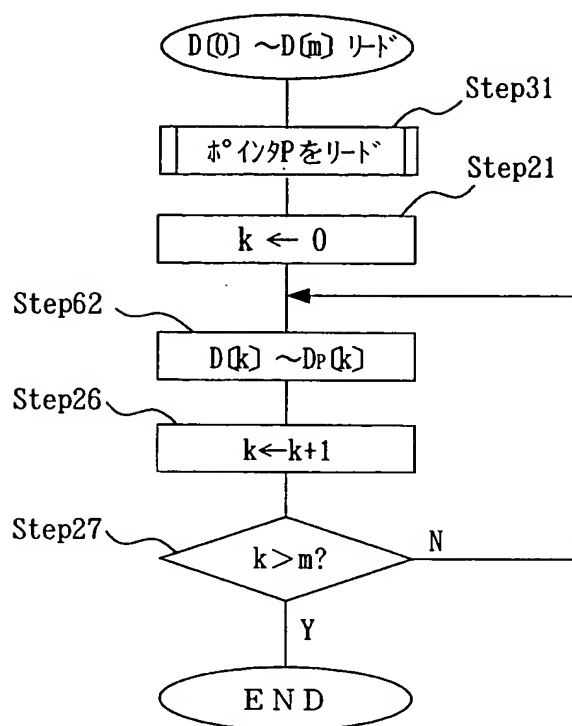 D[0] ～D[m] リード
Step31
ポインタPをリード
Step21
k ← 0
Step62
D[k] ～DP[k]
Step26
k←k+1
Step27
k>m?
N
Y
END